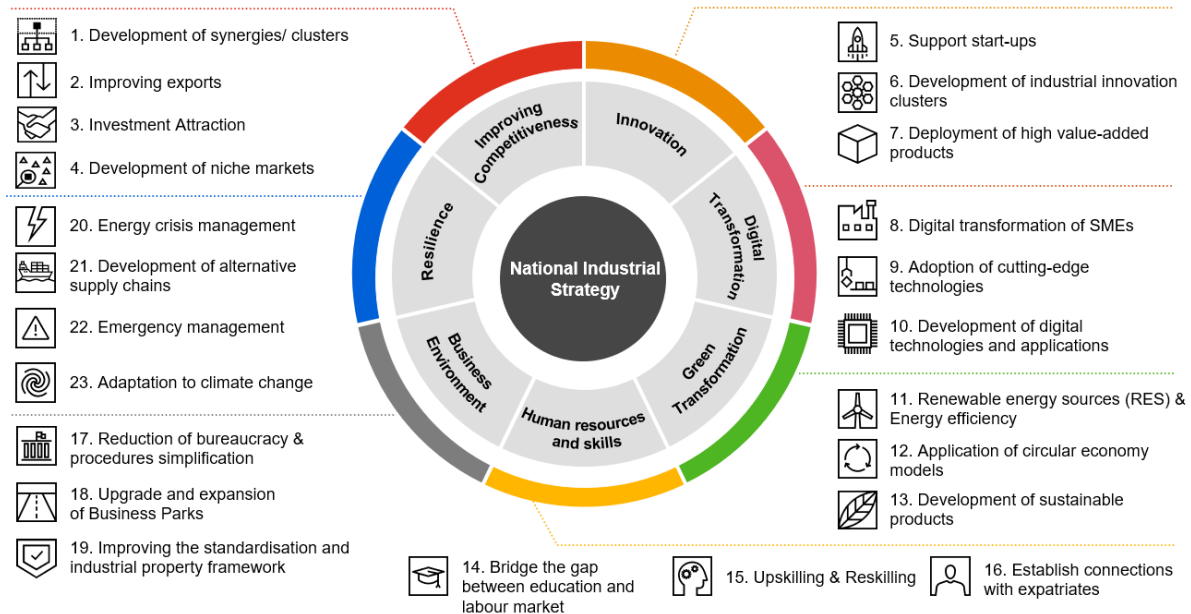 1. Development of synergies/ clusters
2. Improving exports
3. Investment Attraction
4. Development of niche markets
20. Energy crisis management
21. Development of alternative
supply chains
22. Emergency management
23. Adaptation to climate change
17. Reduction of bureaucracy &
procedures simplification
18. Upgrade and expansion
of Business Parks
19. Improving the standardisation and
industrial property framework
Improving
Competitiveness
Innovation
Digital
Transformation
Green
Transformation
Human resources
and skills
Business
Environment
Resilience
National Industrial
Strategy
5. Support start-ups
6. Development of industrial innovation
clusters
7. Deployment of high value-added
products
8. Digital transformation of SMEs
9. Adoption of cutting-edge
technologies
10. Development of digital
technologies and applications
11. Renewable energy sources (RES) &
Energy efficiency
12. Application of circular economy
models
13. Development of sustainable
products
14. Bridge the gap
between education and
labour market
15. Upskilling & Reskilling
16. Establish connections
with expatriates